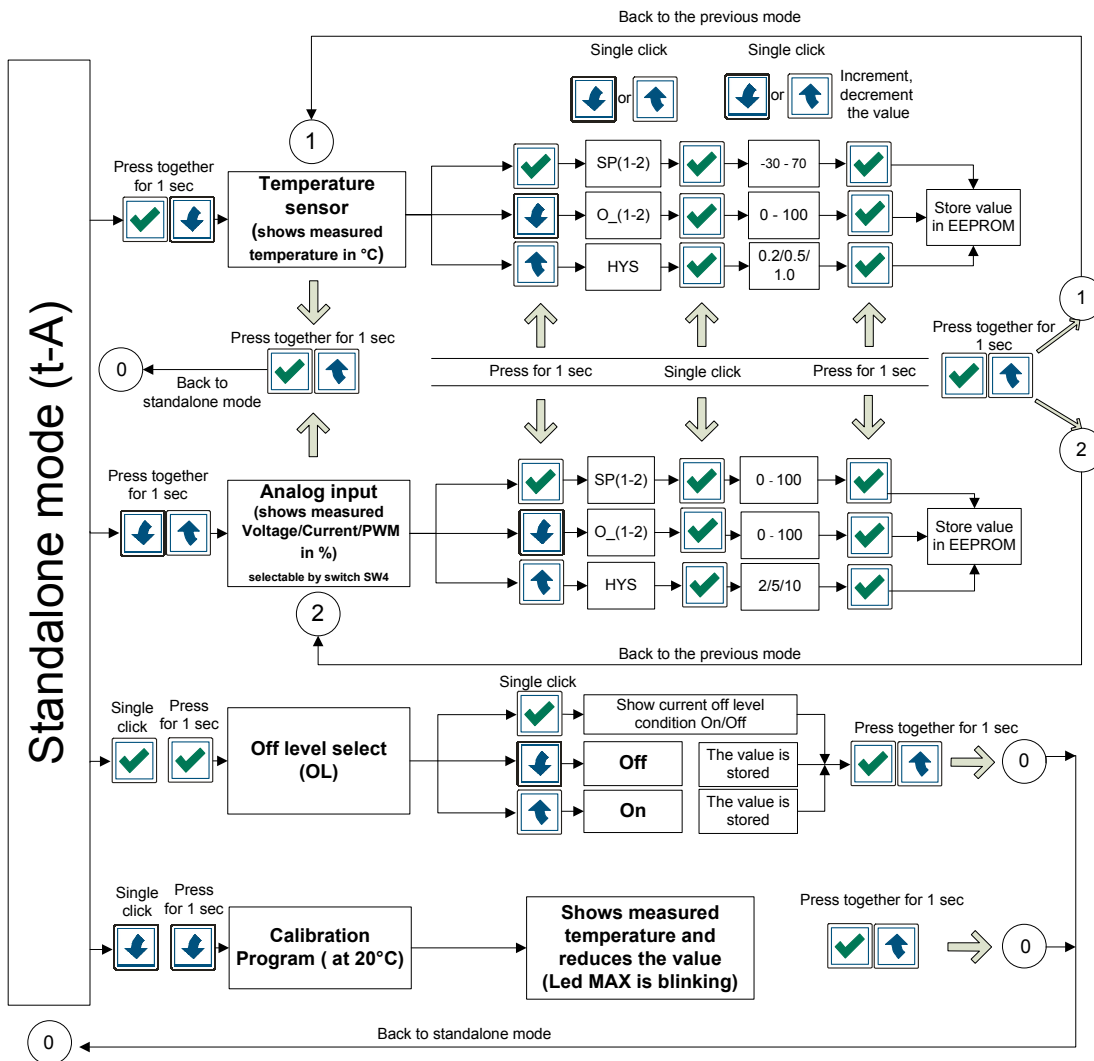 Back to the previous mode
Single click
Single click
or
or
Increment,
decrement
the value
1
Press together
for 1 sec
Temperature
sensor
(shows measured
temperature in °C)
SP(1-2)
-30 - 70
O_(1-2)
0 - 100
HYS
0.2/0.5/
1.0
Store value
in EEPROM
1
Standalone mode (t-A)
Press together for 1 sec
0
Back to
standalone mode
Press for 1 sec
Single click
Press for 1 sec
Press together for
1 sec
2
Press together
for 1 sec
Analog input
(shows measured
Voltage/Current/PWM
in %)
selectable by switch SW4
SP(1-2)
0 - 100
O_(1-2)
0 - 100
HYS
2/5/10
Store value
in EEPROM
2
Back to the previous mode
Single
click
Press
for 1 sec
Off level select
(OL)
Single click
Show current off level
condition On/Off
Off
The value is
stored
On
The value is
stored
Press together for 1 sec
0
Single
click
Press
for 1 sec
Calibration
Program ( at 20°C)
Shows measured
temperature and
reduces the value
(Led MAX is blinking)
Press together for 1 sec
0
0
Back to standalone mode